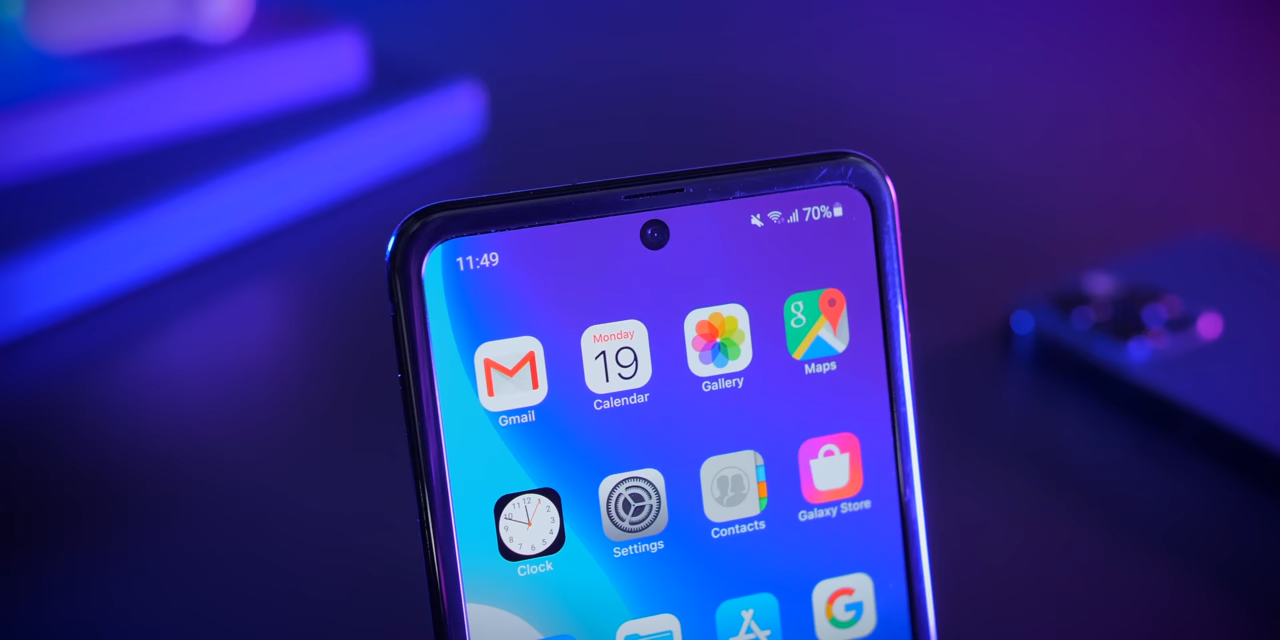 11:49
70%
Monday
19
Gmail
Calendar
Gallery
Maps
Clock
Settings
Contacts
Galaxy Store